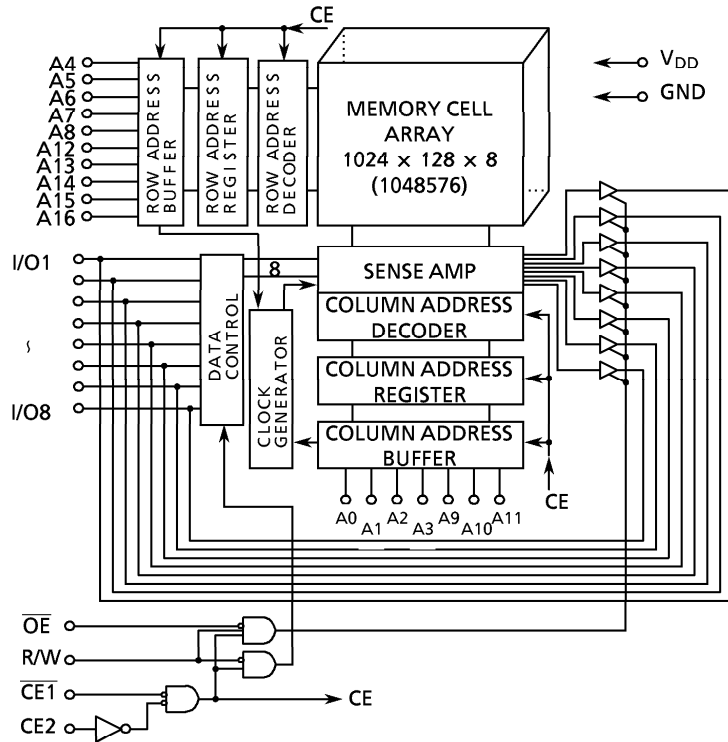 CE
A4
A5
A6
A7
A8
A12
A13
A14
A15
A16
ROW ADDRESS
BUFFER
ROW ADDRESS
REGISTER
ROW ADDRESS
DECODER
MEMORY CELL
ARRAY
1024 x 128 x 8
(1048576)
VDD
GND
I/O1
~
I/O8
DATA
CONTROL
8
CLOCK
GENERATOR
SENSE AMP
COLUMN ADDRESS
DECODER
COLUMN ADDRESS
REGISTER
COLUMN ADDRESS
BUFFER
CE
A0
A1
A2
A3
A9
A10
A11
O̅E̅
R/W
C̅E̅1̅
CE2
CE